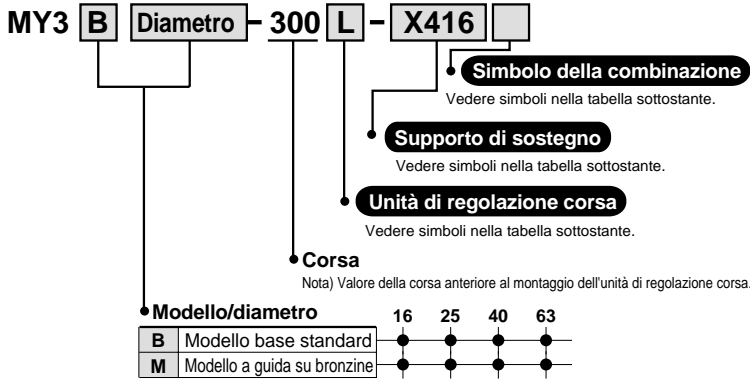 MY3 B Diametro - 300 L - X416
Simbolo della combinazione
Vedere simboli nella tabella sottostante.
Supporto di sostegno
Vedere simboli nella tabella sottostante.
Unità di regolazione corsa
Vedere simboli nella tabella sottostante.
Corsa
Nota) Valore della corsa anteriore al montaggio dell'unità di regolazione corsa.
Modello/diametro 16 25 40 63
B Modello base standard
M Modello a guida su bronzine